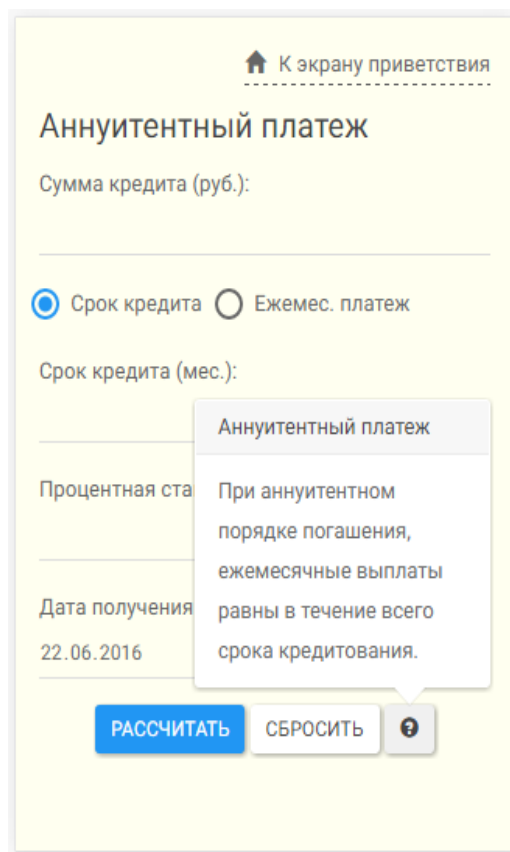 К экрану приветствия
Аннуитентный платеж
Сумма кредита (руб.):
Срок кредита Ежемес. платеж
Срок кредита (мес.):
Аннуитентный платеж
Процентная ста
При аннуитентном
порядке погашения,
ежемесячные выплаты
равны в течение всего
срока кредитования.
Дата получения
22.06.2016
РАССЧИТАТЬ СБРОСИТЬ ?